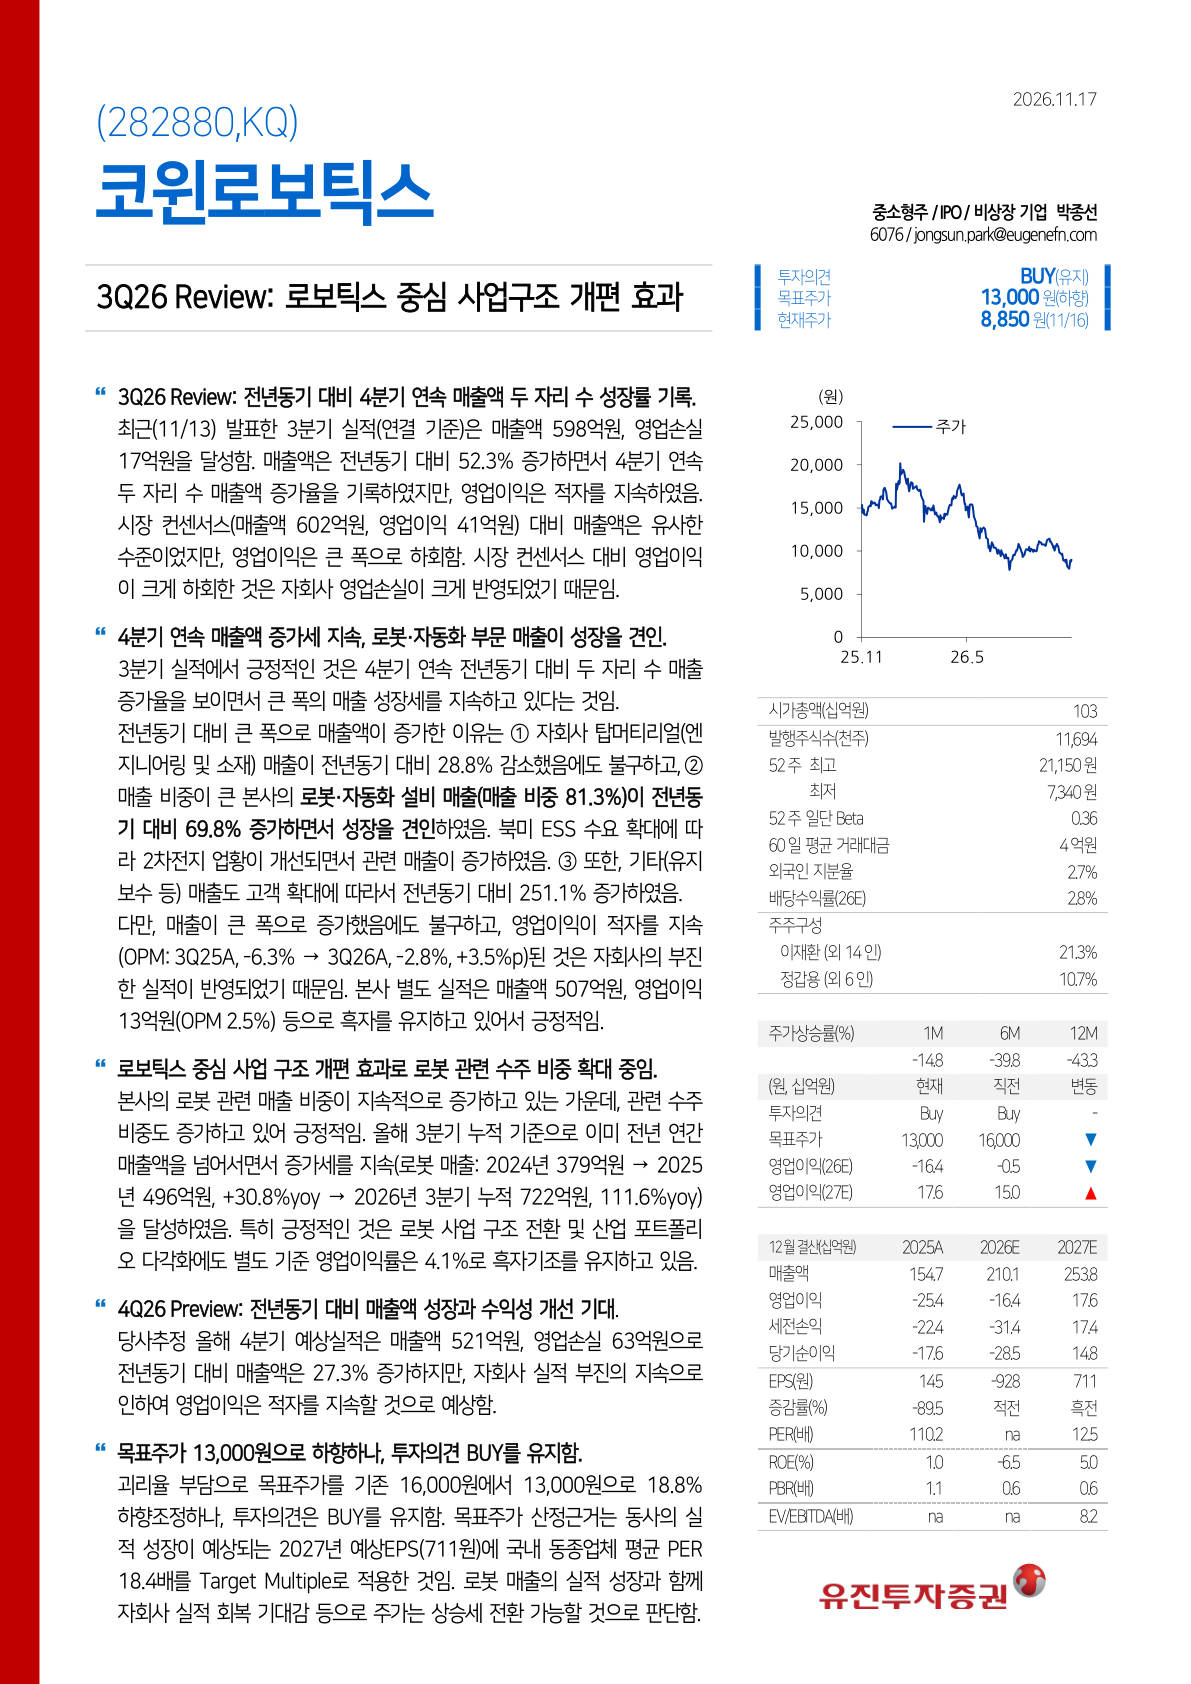 2026.11.17
(282880,KQ)
코윈로보틱스
중소형주 / IPO / 비상장 기업 박종선
6076 / jongsun.park@eugenefn.com
3Q26 Review: 로보틱스 중심 사업구조 개편 효과
투자의견 BUY(유지)
목표주가 13,000 원(하향)
현재주가 8,850 원(11/16)
“ 3Q26 Review: 전년동기 대비 4분기 연속 매출액 두 자리 수 성장률 기록.
최근(11/13) 발표한 3분기 실적(연결 기준)은 매출액 598억원, 영업손실
17억원을 달성함. 매출액은 전년동기 대비 52.3% 증가하면서 4분기 연속
두 자리 수 매출액 증가율을 기록하였지만, 영업이익은 적자를 지속하였음.
시장 컨센서스(매출액 602억원, 영업이익 41억원) 대비 매출액은 유사한
수준이었지만, 영업이익은 큰 폭으로 하회함. 시장 컨센서스 대비 영업이익
이 크게 하회한 것은 자회사 영업손실이 크게 반영되었기 때문임.
“ 4분기 연속 매출액 증가세 지속, 로봇·자동화 부문 매출이 성장을 견인.
3분기 실적에서 긍정적인 것은 4분기 연속 전년동기 대비 두 자리 수 매출
증가율을 보이면서 큰 폭의 매출 성장세를 지속하고 있다는 것임.
전년동기 대비 큰 폭으로 매출액이 증가한 이유는 ① 자회사 탑머티리얼(엔
지니어링 및 소재) 매출이 전년동기 대비 28.8% 감소했음에도 불구하고, ②
매출 비중이 큰 본사의 로봇·자동화 설비 매출(매출 비중 81.3%)이 전년동
기 대비 69.8% 증가하면서 성장을 견인하였음. 북미 ESS 수요 확대에 따
라 2차전지 업황이 개선되면서 관련 매출이 증가하였음. ③ 또한, 기타(유지
보수 등) 매출도 고객 확대에 따라서 전년동기 대비 251.1% 증가하였음.
다만, 매출이 큰 폭으로 증가했음에도 불구하고, 영업이익이 적자를 지속
(OPM: 3Q25A, -6.3% → 3Q26A, -2.8%, +3.5%p)된 것은 자회사의 부진
한 실적이 반영되었기 때문임. 본사 별도 실적은 매출액 507억원, 영업이익
13억원(OPM 2.5%) 등으로 흑자를 유지하고 있어서 긍정적임.
“ 로보틱스 중심 사업 구조 개편 효과로 로봇 관련 수주 비중 확대 중임.
본사의 로봇 관련 매출 비중이 지속적으로 증가하고 있는 가운데, 관련 수주
비중도 증가하고 있어 긍정적임. 올해 3분기 누적 기준으로 이미 전년 연간
매출액을 넘어서면서 증가세를 지속(로봇 매출: 2024년 379억원 → 2025
년 496억원, +30.8%yoy → 2026년 3분기 누적 722억원, 111.6%yoy)
을 달성하였음. 특히 긍정적인 것은 로봇 사업 구조 전환 및 산업 포트폴리
오 다각화에도 별도 기준 영업이익률은 4.1%로 흑자기조를 유지하고 있음.
“ 4Q26 Preview: 전년동기 대비 매출액 성장과 수익성 개선 기대.
당사추정 올해 4분기 예상실적은 매출액 521억원, 영업손실 63억원으로
전년동기 대비 매출액은 27.3% 증가하지만, 자회사 실적 부진의 지속으로
인하여 영업이익은 적자를 지속할 것으로 예상함.
“ 목표주가 13,000원으로 하향하나, 투자의견 BUY를 유지함.
괴리율 부담으로 목표주가를 기존 16,000원에서 13,000원으로 18.8%
하향조정하나, 투자의견은 BUY를 유지함. 목표주가 산정근거는 동사의 실
적 성장이 예상되는 2027년 예상EPS(711원)에 국내 동종업체 평균 PER
18.4배를 Target Multiple로 적용한 것임. 로봇 매출의 실적 성장과 함께
자회사 실적 회복 기대감 등으로 주가는 상승세 전환 가능할 것으로 판단함.
(원)
25,000
20,000
15,000
10,000
5,000
0
주가
25.11 26.5
시가총액(십억원) 103
발행주식수(천주) 11,694
52 주 최고 21,150 원
최저 7,340 원
52 주 일단 Beta 0.36
60 일 평균 거래대금 4 억원
외국인 지분율 2.7%
배당수익률(26E) 2.8%
주주구성
이재환 (외 14 인) 21.3%
정갑용 (외 6 인) 10.7%
주가상승률(%) 1M 6M 12M
-14.8 -39.8 -43.3
(원, 십억원) 현재 직전 변동
투자의견 Buy Buy -
목표주가 13,000 16,000 ▼
영업이익(26E) -16.4 -0.5 ▼
영업이익(27E) 17.6 15.0 ▲
12 월 결산(십억원) 2025A 2026E 2027E
매출액 154.7 210.1 253.8
영업이익 -25.4 -16.4 17.6
세전손익 -22.4 -31.4 17.4
당기순이익 -17.6 -28.5 14.8
EPS(원) 145 -928 711
증감률(%) -89.5 적전 흑전
PER(배) 110.2 na 12.5
ROE(%) 1.0 -6.5 5.0
PBR(배) 1.1 0.6 0.6
EV/EBITDA(배) na na 8.2
유진투자증권